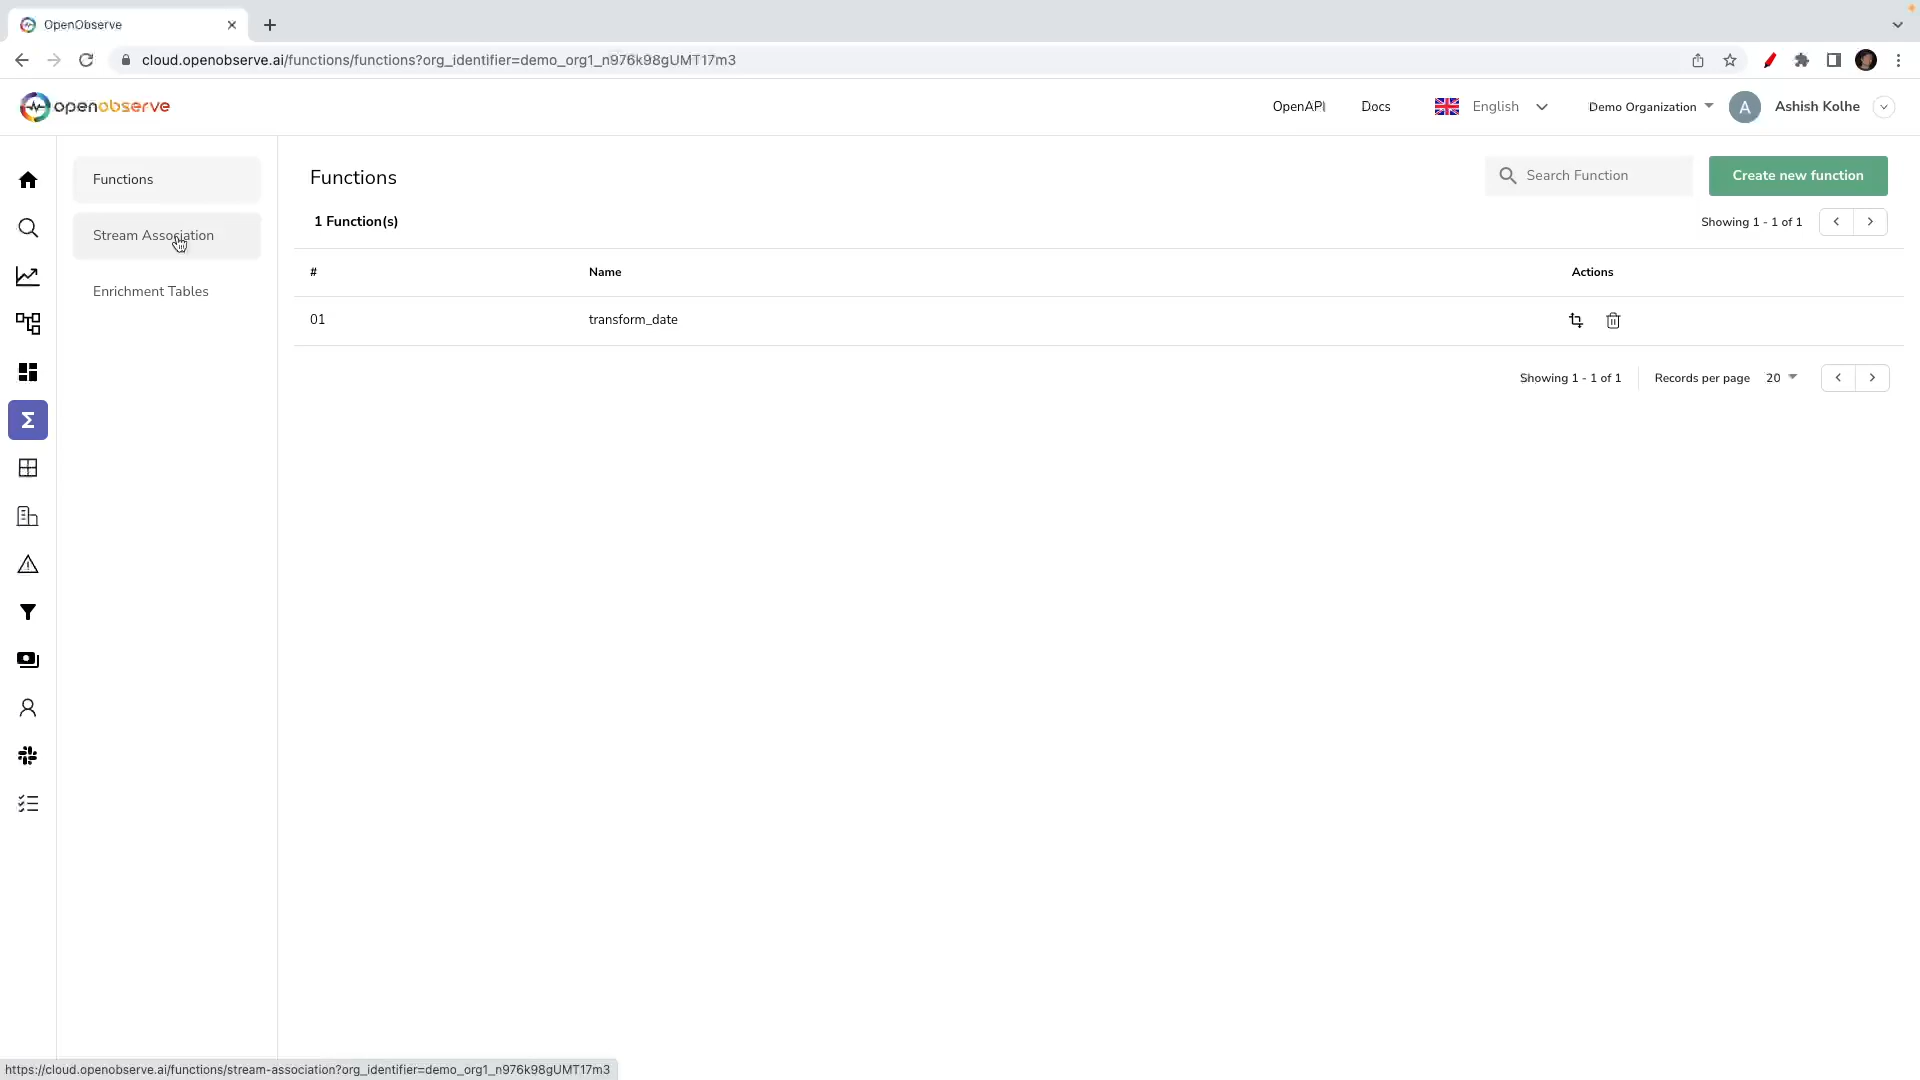 OpenObserve
cloud.openobserve.ai/functions/functions?org_identifier=demo_org1_n976k98gUMT17m3
openobserve
OpenAPI
Docs
English
Demo Organization
A
Ashish Kolhe
Functions
Stream Association
Enrichment Tables
Functions
Search Function
Create new function
1 Function(s)
Showing 1 - 1 of 1
# Name Actions
01 transform_date
Showing 1 - 1 of 1
Records per page 20
https://cloud.openobserve.ai/functions/stream-association?org_identifier=demo_org1_n976k98gUMT17m3